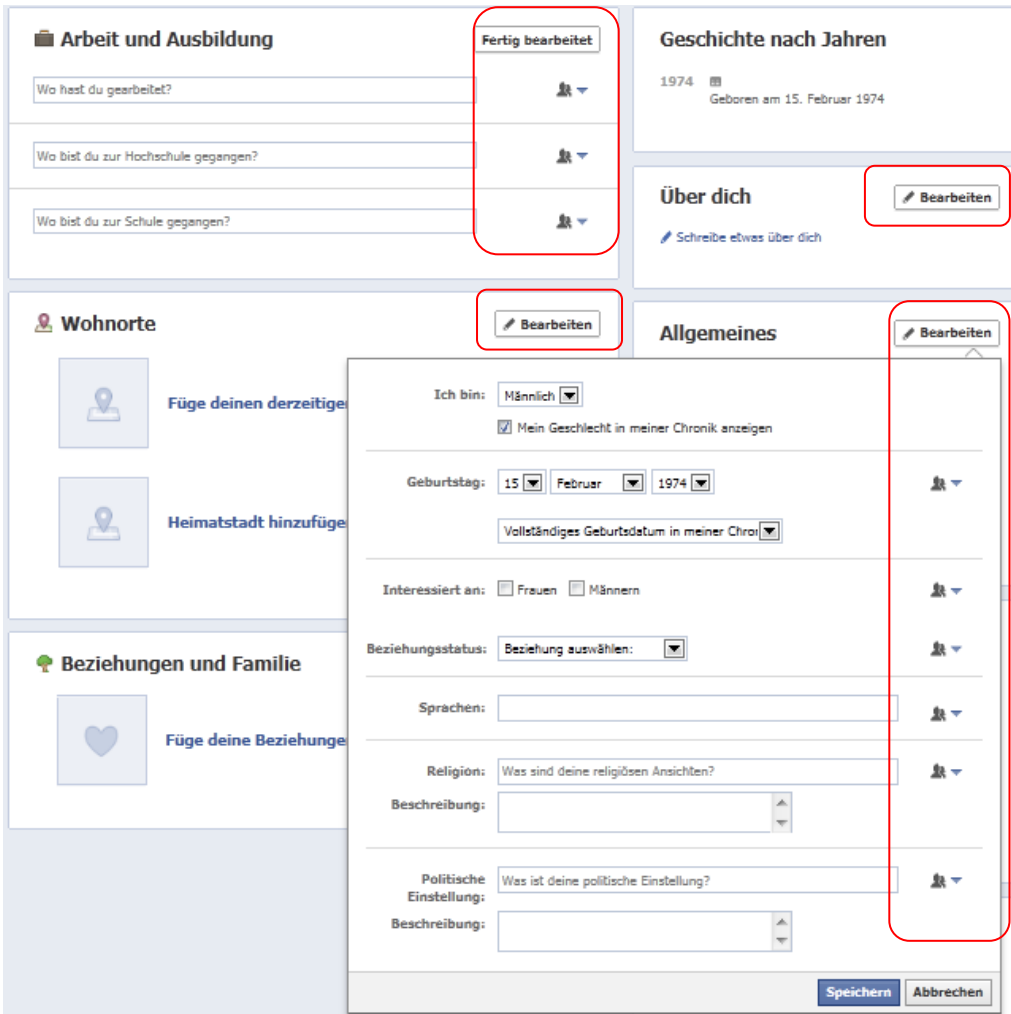 Arbeit und Ausbildung
Fertig bearbeitet
Wo hast du gearbeitet?
Wo bist du zur Hochschule gegangen?
Wo bist du zur Schule gegangen?
Geschichte nach Jahren
1974
Geboren am 15. Februar 1974
Über dich
Bearbeiten
Schreibe etwas über dich
Wohnorte
Bearbeiten
Füge deinen
Heimatstadt
Beziehungen und Familie
Füge deine
Allgemeines
Bearbeiten
Ich bin: Männlich
Mein Geschlecht in meiner Chronik anzeigen
Geburtstag: 15 Februar 1974
Vollständiges Geburtsdatum in meiner
Interessiert an: Frauen Männern
Beziehungsstatus: Beziehung auswählen:
Sprachen:
Religion: Was sind deine religiösen Ansichten?
Beschreibung:
Politische Einstellung: Was ist deine politische Einstellung?
Beschreibung:
Speichern Abbrechen